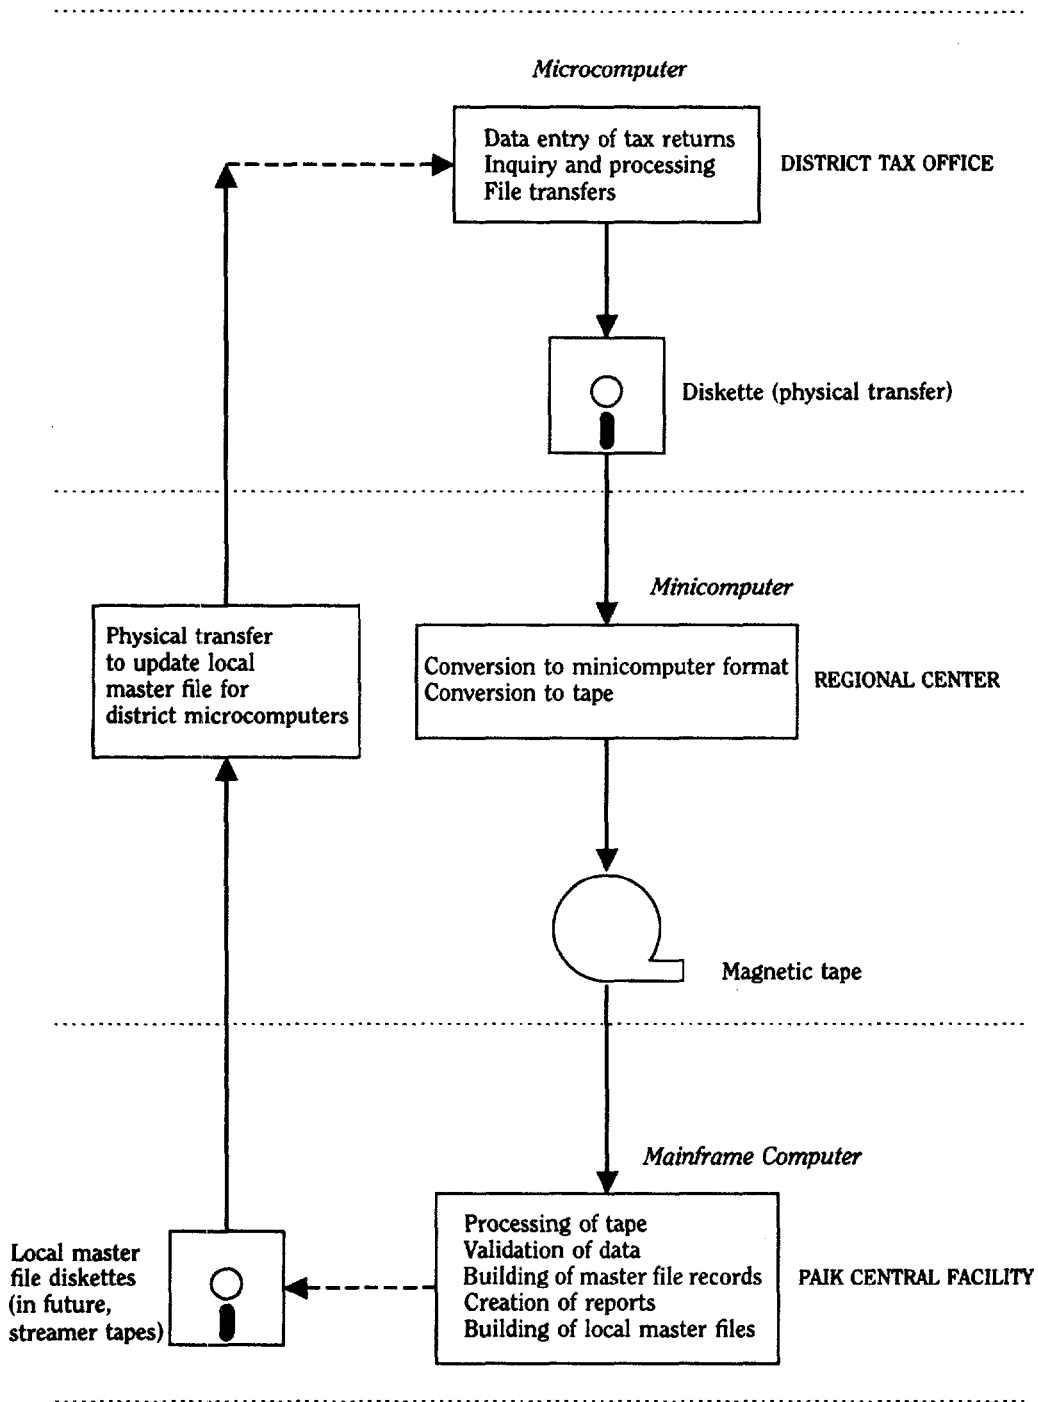 Microcomputer
Data entry of tax returns
Inquiry and processing
File transfers
DISTRICT TAX OFFICE
Diskette (physical transfer)
Minicomputer
Physical transfer
to update local
master file for
district microcomputers
Conversion to minicomputer format
Conversion to tape
REGIONAL CENTER
Magnetic tape
Mainframe Computer
Processing of tape
Validation of data
Building of master file records
Creation of reports
Building of local master files
PAIK CENTRAL FACILITY
Local master
file diskettes
(in future,
streamer tapes)